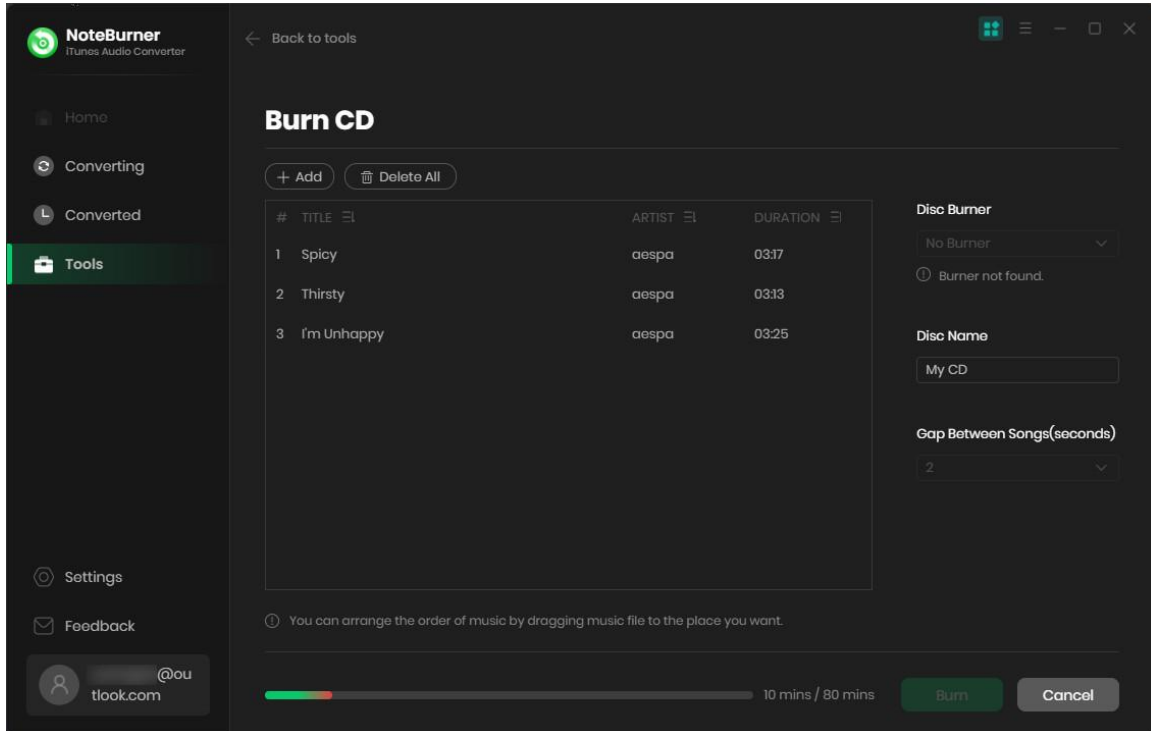 NoteBurner
iTunes Audio Converter
Back to tools
Home
Converting
Converted
Tools
Settings
Feedback
@ou
tlook.com
Burn CD
+ Add
Delete All
# TITLE ARTIST DURATION
1 Spicy aespa 03:17
2 Thirsty aespa 03:13
3 I'm Unhappy aespa 03:25
You can arrange the order of music by dragging music file to the place you want.
Disc Burner
No Burner
Burner not found.
Disc Name
My CD
Gap Between Songs(seconds)
2
10 mins / 80 mins
Burn
Cancel